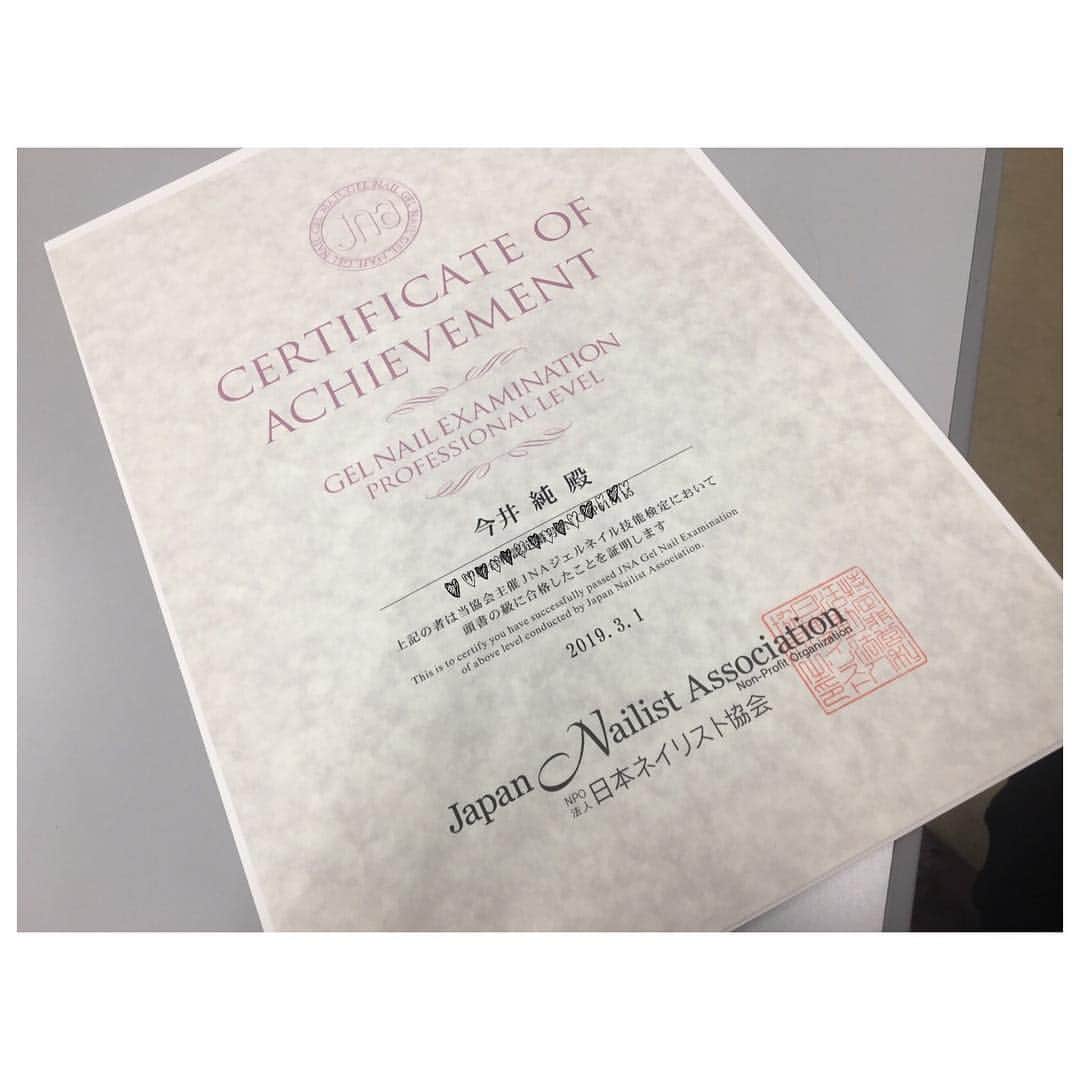 Jna
CERTIFICATE OF
ACHIEVEMENT
GEL NAIL EXAMINATION
PROFESSIONAL LEVEL
今井 純 殿
上記の者は当協会主催JNAジェルネイル技能検定において
頭書の級に合格したことを証明します
This is to certify you have successfully passed JNA Gel Nail Examination
of above level conducted by Japan Nailist Association.
2019.3.1
Japan Nailist Association
Non-Profit Organization
NPO法人 日本ネイリスト協会